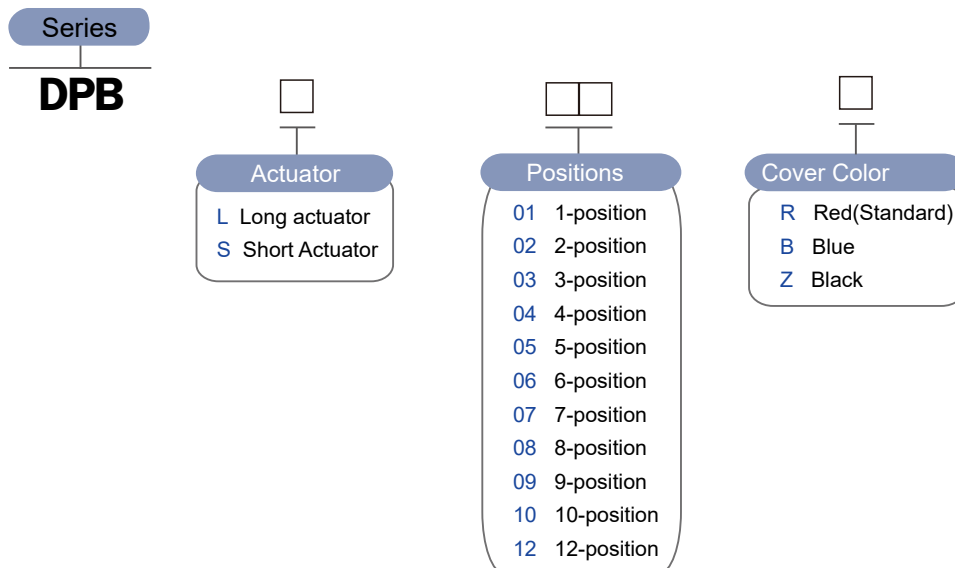 Series
DPB
Actuator
L Long actuator
S Short Actuator
Positions
01 1-position
02 2-position
03 3-position
04 4-position
05 5-position
06 6-position
07 7-position
08 8-position
09 9-position
10 10-position
12 12-position
Cover Color
R Red(Standard)
B Blue
Z Black